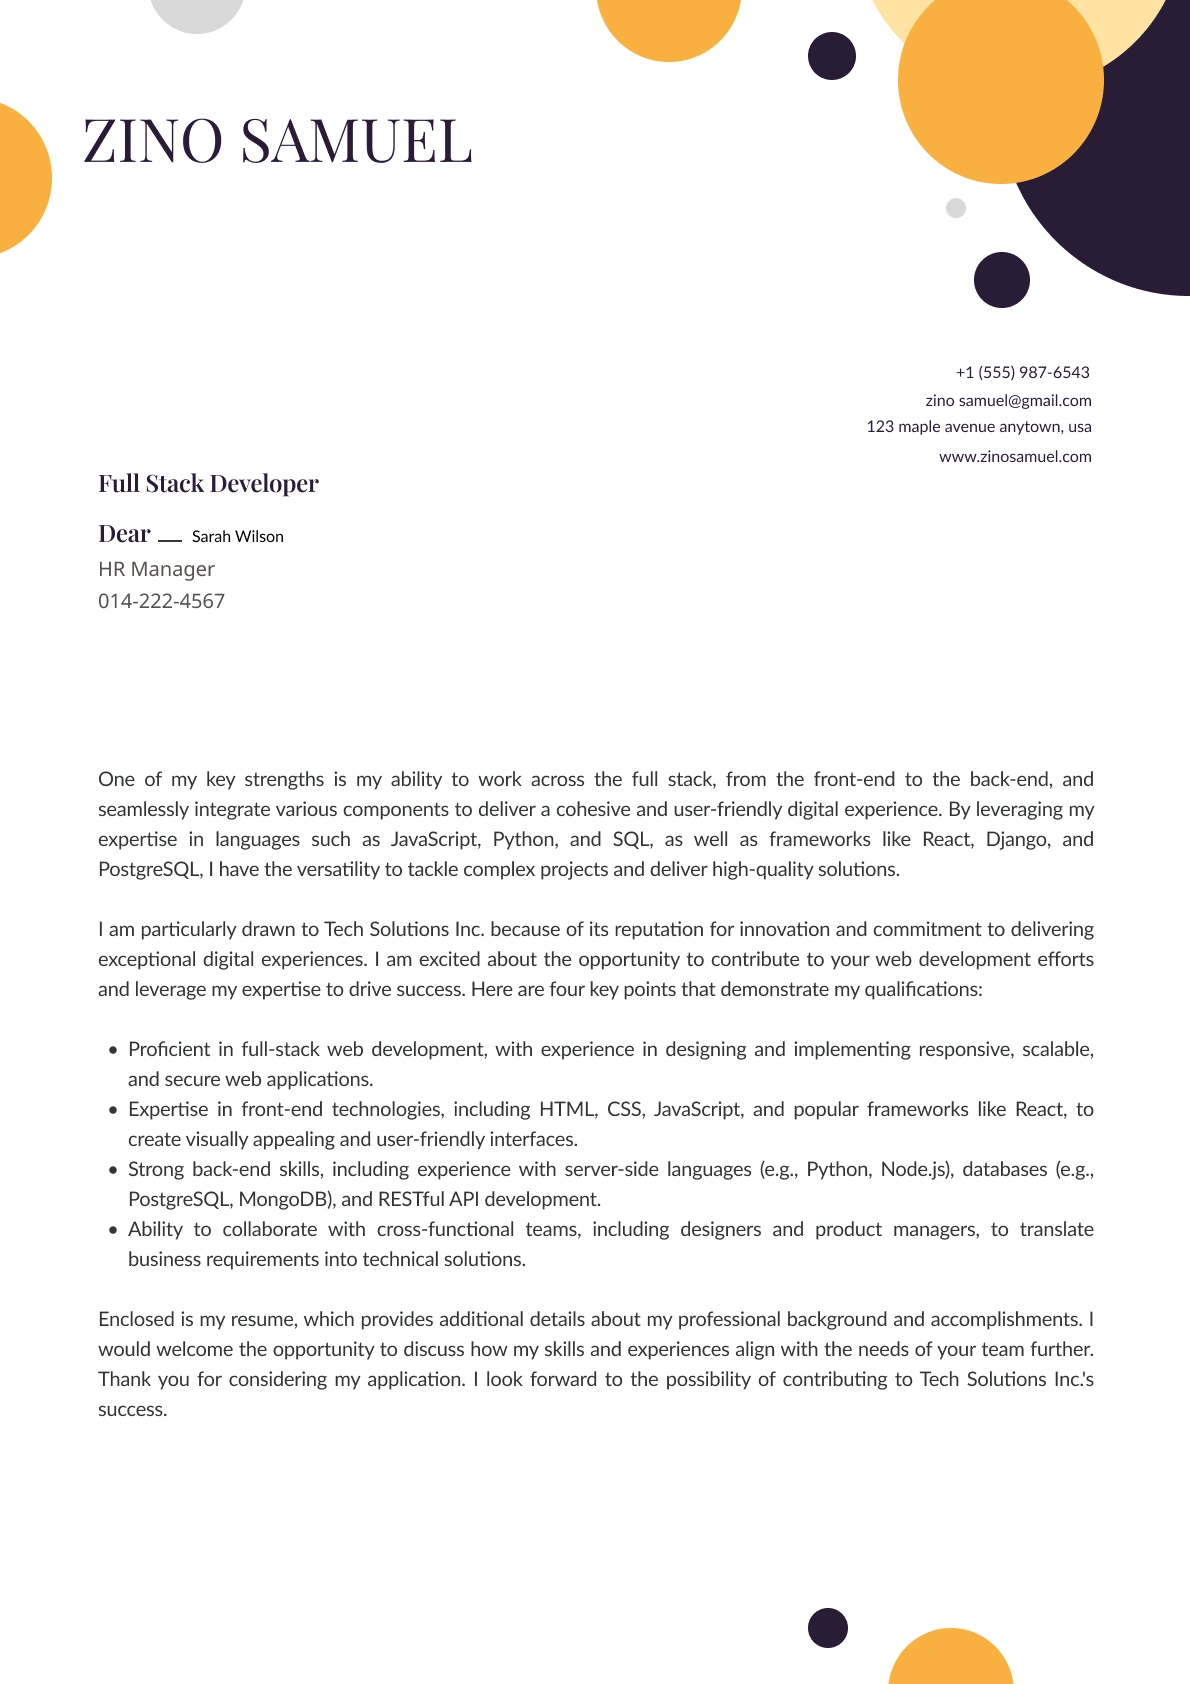 ZINO SAMUEL
+1 (555) 987-6543
zino samuel@gmail.com
123 maple avenue anytown, usa
www.zinosamuel.com
Full Stack Developer
Dear __ Sarah Wilson
HR Manager
014-222-4567
One of my key strengths is my ability to work across the full stack, from the front-end to the back-end, and
seamlessly integrate various components to deliver a cohesive and user-friendly digital experience. By leveraging my
expertise in languages such as JavaScript, Python, and SQL, as well as frameworks like React, Django, and
PostgreSQL, I have the versatility to tackle complex projects and deliver high-quality solutions.
I am particularly drawn to Tech Solutions Inc. because of its reputation for innovation and commitment to delivering
exceptional digital experiences. I am excited about the opportunity to contribute to your web development efforts
and leverage my expertise to drive success. Here are four key points that demonstrate my qualifications:
• Proficient in full-stack web development, with experience in designing and implementing responsive, scalable,
and secure web applications.
• Expertise in front-end technologies, including HTML, CSS, JavaScript, and popular frameworks like React, to
create visually appealing and user-friendly interfaces.
• Strong back-end skills, including experience with server-side languages (e.g., Python, Node.js), databases (e.g.,
PostgreSQL, MongoDB), and RESTful API development.
• Ability to collaborate with cross-functional teams, including designers and product managers, to translate
business requirements into technical solutions.
Enclosed is my resume, which provides additional details about my professional background and accomplishments. I
would welcome the opportunity to discuss how my skills and experiences align with the needs of your team further.
Thank you for considering my application. I look forward to the possibility of contributing to Tech Solutions Inc.'s
success.